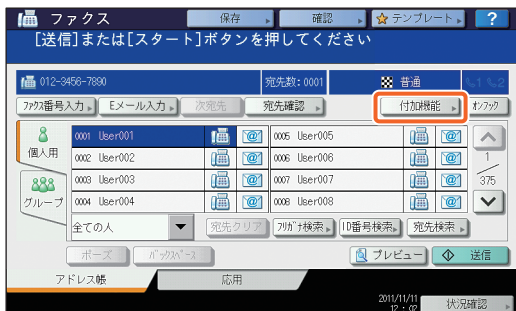 ファクス 保存 確認 テンプレート ?
[送信]または[スタート]ボタンを押してください
012-3456-7890 宛先数:0001 普通 1 2
ファクス番号入力 Eメール入力 次宛先 宛先確認 付加機能 オンフック
個人用
グループ
0001 User001 0005 User005
0002 User002 0006 User006
0003 User003 0007 User007
0004 User004 0008 User008
1
375
全ての人 宛先クリア フリガナ検索 ID番号検索 宛先検索
ポーズ バックスペース プレビュー 送信
アドレス帳 応用
2011/11/11
12:02 状況確認